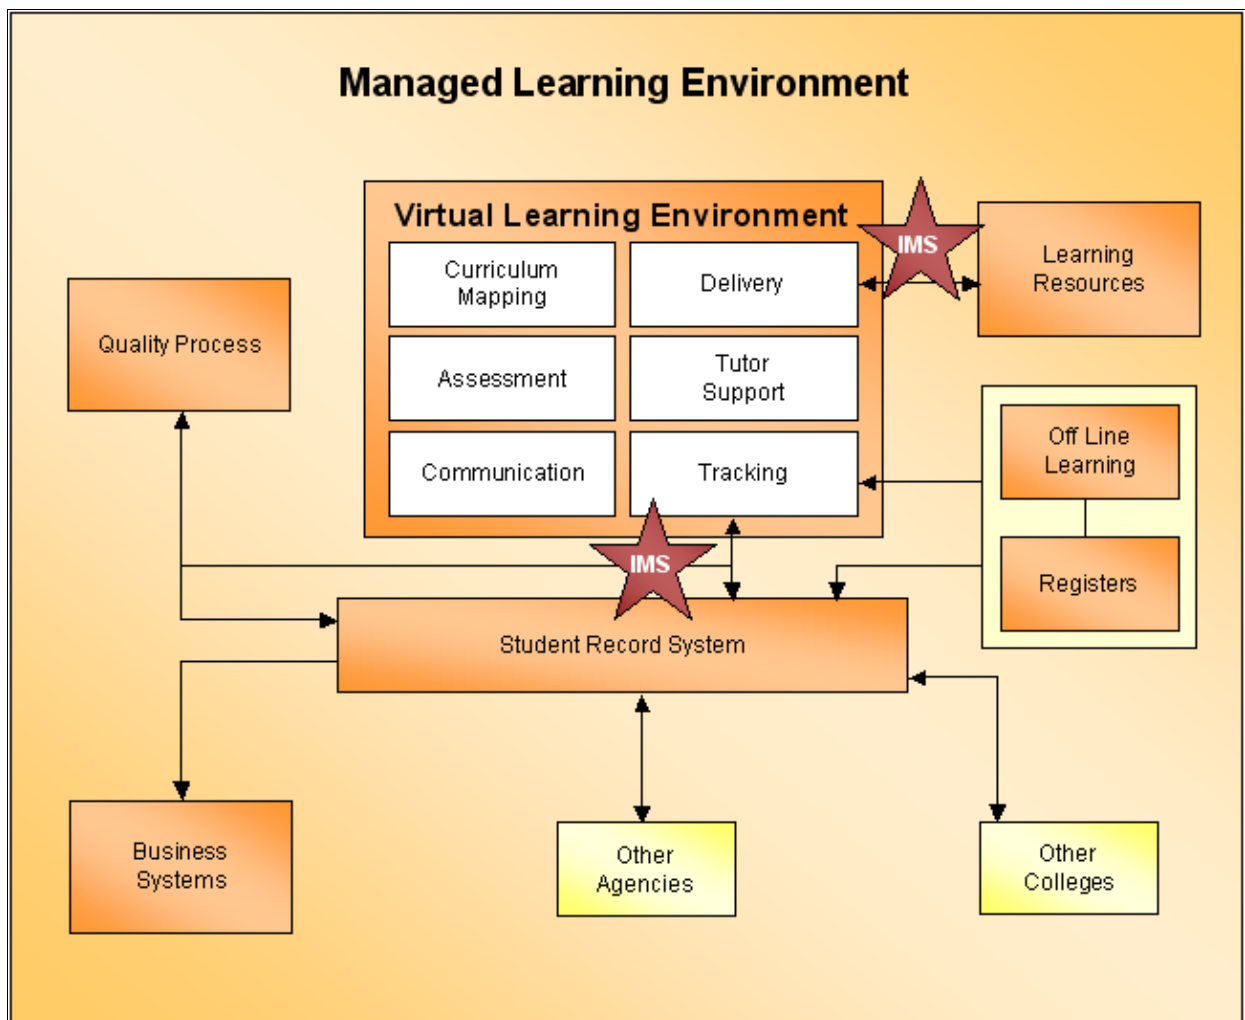 Managed Learning Environment
Virtual Learning Environment
IMS
Learning
Resources
Curriculum
Mapping
Delivery
Quality Process
Assessment
Tutor
Support
Off Line
Learning
Communication
Tracking
IMS
Registers
Student Record System
Business
Systems
Other
Agencies
Other
Colleges